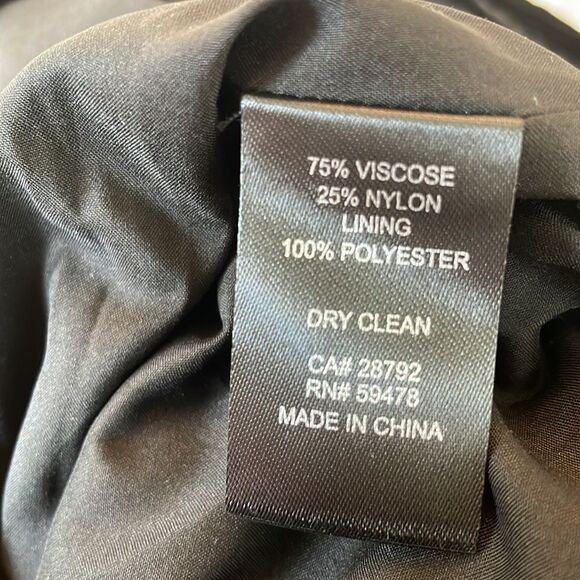 75% VISCOSE
25% NYLON
LINING
100% POLYESTER
DRY CLEAN
CA# 28792
RN# 59478
MADE IN CHINA